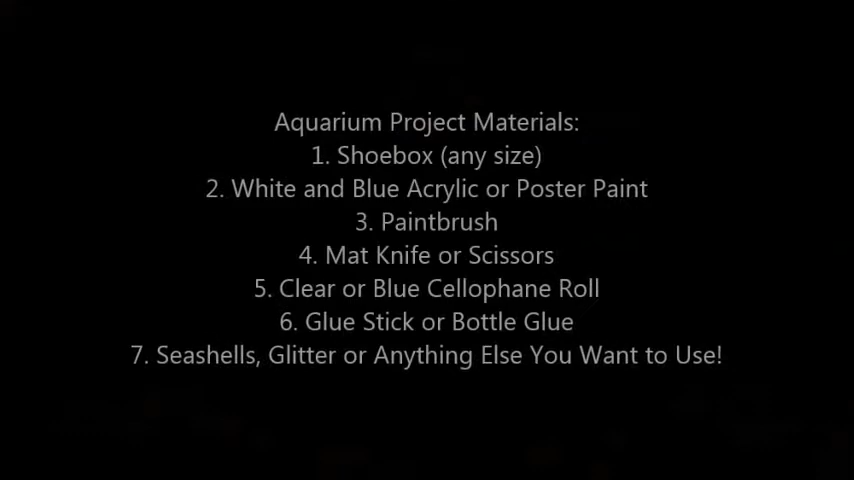 Aquarium Project Materials:
1. Shoebox (any size)
2. White and Blue Acrylic or Poster Paint
3. Paintbrush
4. Mat Knife or Scissors
5. Clear or Blue Cellophane Roll
6. Glue Stick or Bottle Glue
7. Seashells, Glitter or Anything Else You Want to Use!